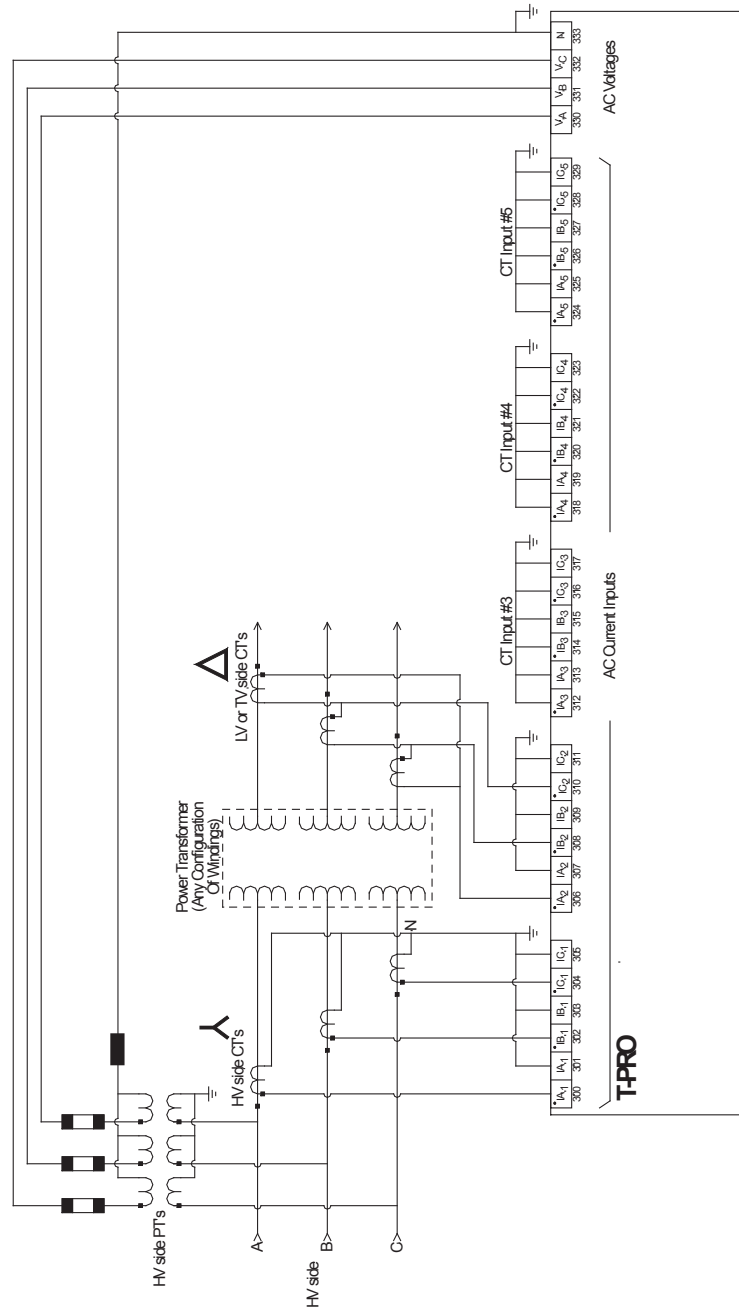 HV side PT's
HV side
A
B
C
HV side CT's
N
Power Transformer
(Any Configuration
Of Windings)
LV or TV side CT's
CT Input #3
CT Input #4
CT Input #5
IA1 IA1 IB1 IB1 IC1 IC1
300 301 302 303 304 305
IA2 IA2 IB2 IB2 IC2 IC2
306 307 308 309 310 311
IA3 IA3 IB3 IB3 IC3 IC3
312 313 314 315 316 317
IA4 IA4 IB4 IB4 IC4 IC4
318 319 320 321 322 323
IA5 IA5 IB5 IB5 IC5 IC5
324 325 326 327 328 329
VA VB VC N
330 331 332 333
AC Current Inputs
AC Voltages
T-PRO